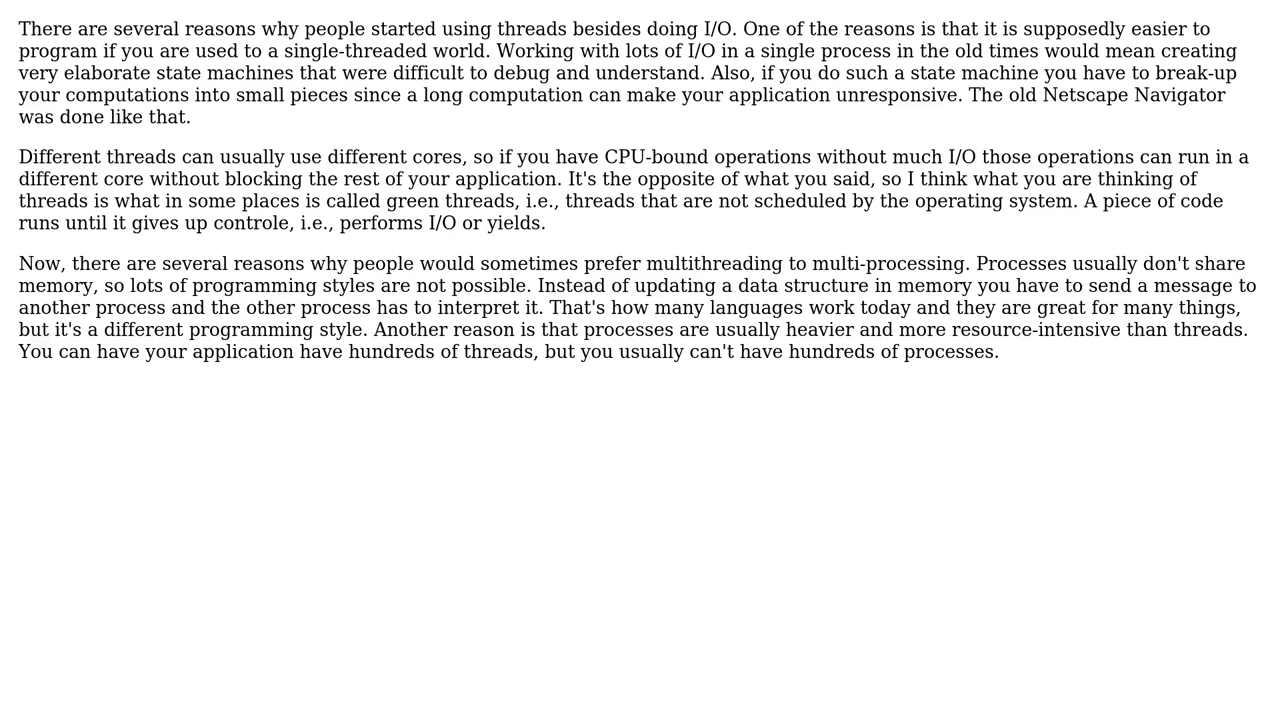 There are several reasons why people started using threads besides doing I/O. One of the reasons is that it is supposedly easier to
program if you are used to a single-threaded world. Working with lots of I/O in a single process in the old times would mean creating
very elaborate state machines that were difficult to debug and understand. Also, if you do such a state machine you have to break-up
your computations into small pieces since a long computation can make your application unresponsive. The old Netscape Navigator
was done like that.
Different threads can usually use different cores, so if you have CPU-bound operations without much I/O those operations can run in a
different core without blocking the rest of your application. It's the opposite of what you said, so I think what you are thinking of
threads is what in some places is called green threads, i.e., threads that are not scheduled by the operating system. A piece of code
runs until it gives up controle, i.e., performs I/O or yields.
Now, there are several reasons why people would sometimes prefer multithreading to multi-processing. Processes usually don't share
memory, so lots of programming styles are not possible. Instead of updating a data structure in memory you have to send a message to
another process and the other process has to interpret it. That's how many languages work today and they are great for many things,
but it's a different programming style. Another reason is that processes are usually heavier and more resource-intensive than threads.
You can have your application have hundreds of threads, but you usually can't have hundreds of processes.